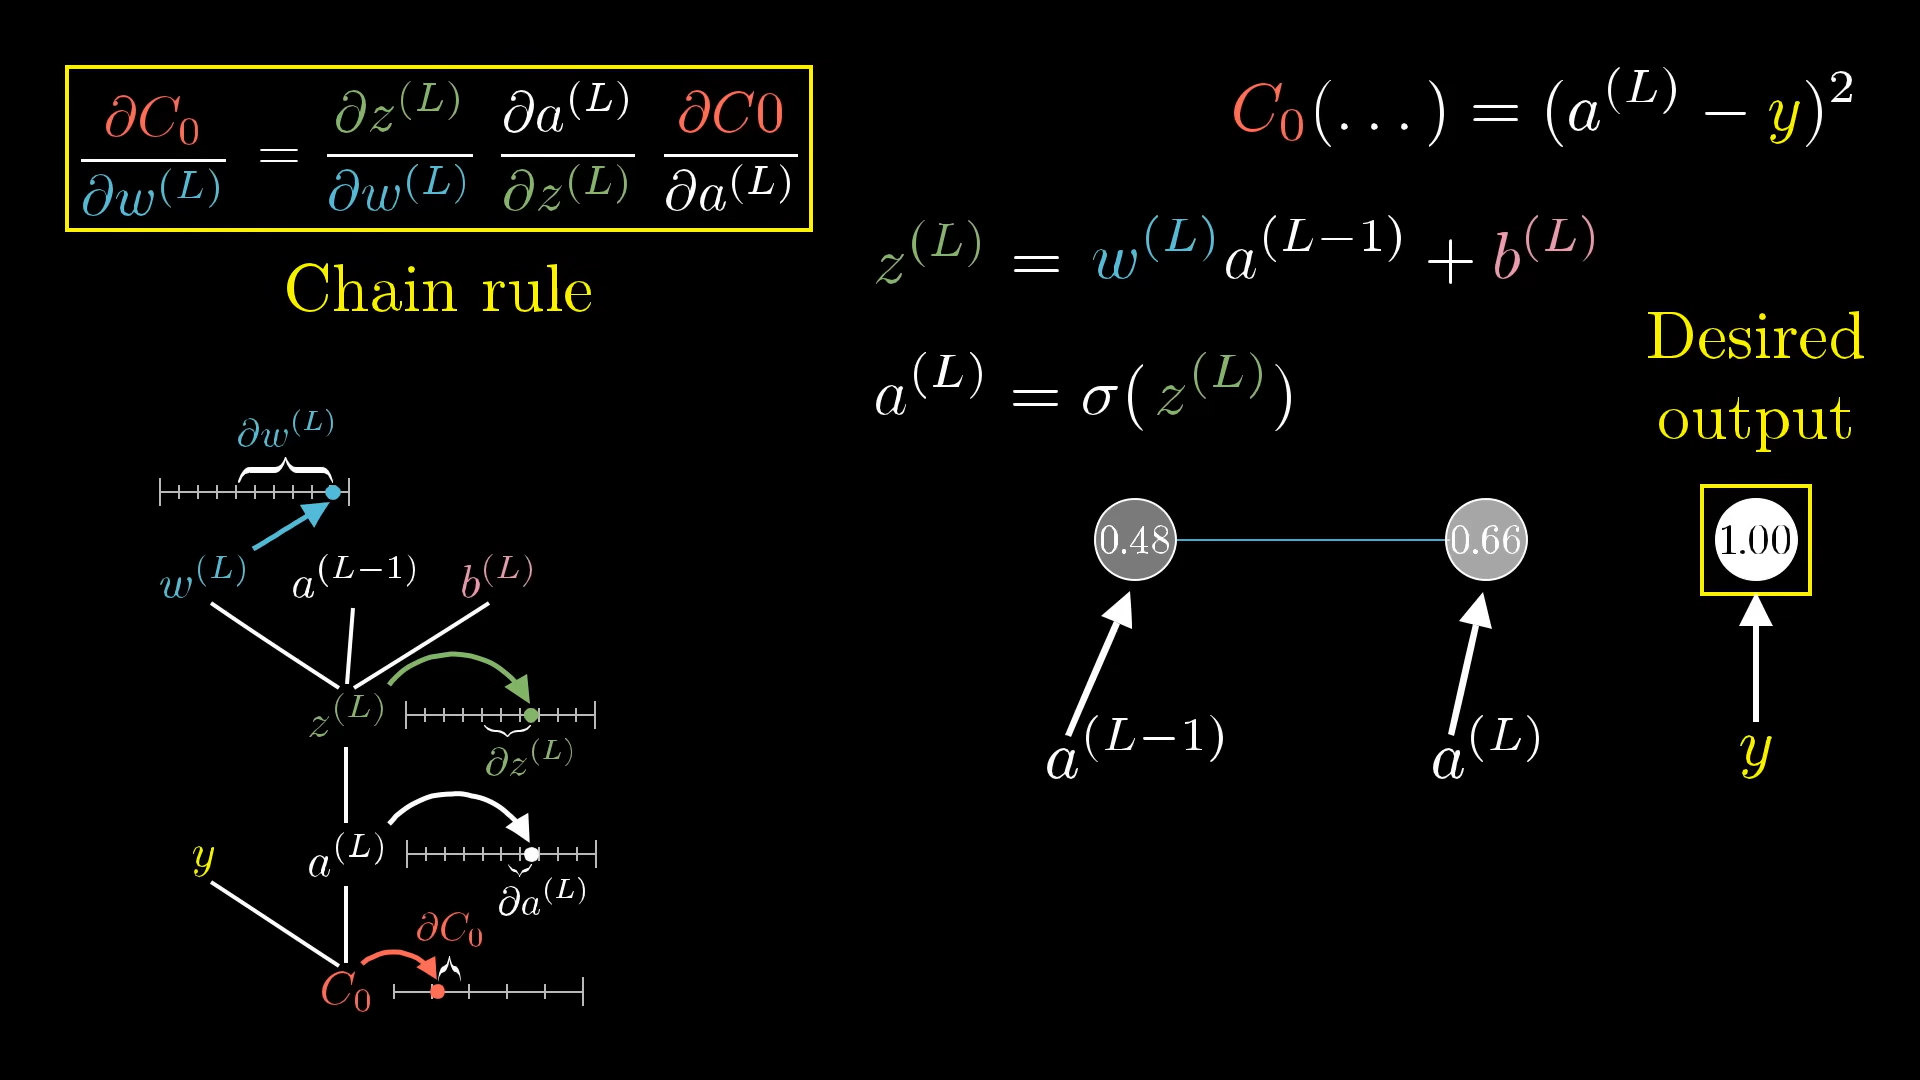 ∂C₀/∂w⁽ᴸ⁾ = ∂z⁽ᴸ⁾/∂w⁽ᴸ⁾ ∂a⁽ᴸ⁾/∂z⁽ᴸ⁾ ∂C0/∂a⁽ᴸ⁾
Chain rule
C₀(...) = (a⁽ᴸ⁾ − y)²
z⁽ᴸ⁾ = w⁽ᴸ⁾a⁽ᴸ⁻¹⁾ + b⁽ᴸ⁾
a⁽ᴸ⁾ = σ(z⁽ᴸ⁾)
Desired
output
0.48
0.66
1.00
a⁽ᴸ⁻¹⁾
a⁽ᴸ⁾
y
∂w⁽ᴸ⁾
w⁽ᴸ⁾ a⁽ᴸ⁻¹⁾ b⁽ᴸ⁾
z⁽ᴸ⁾
∂z⁽ᴸ⁾
y a⁽ᴸ⁾
∂a⁽ᴸ⁾
∂C₀
C₀